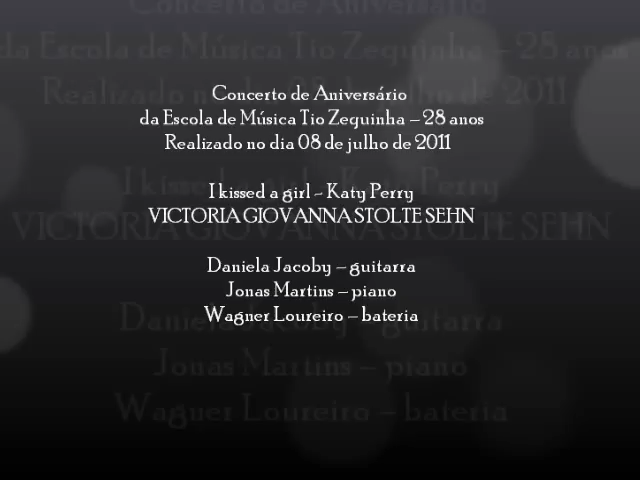 Concerto de Aniversário
da Escola de Música Tio Zequinha – 28 anos
Realizado no dia 08 de julho de 2011
I kissed a girl - Katy Perry
VICTORIA GIOVANNA STOLTE SEHN
Daniela Jacoby – guitarra
Jonas Martins – piano
Wagner Loureiro – bateria